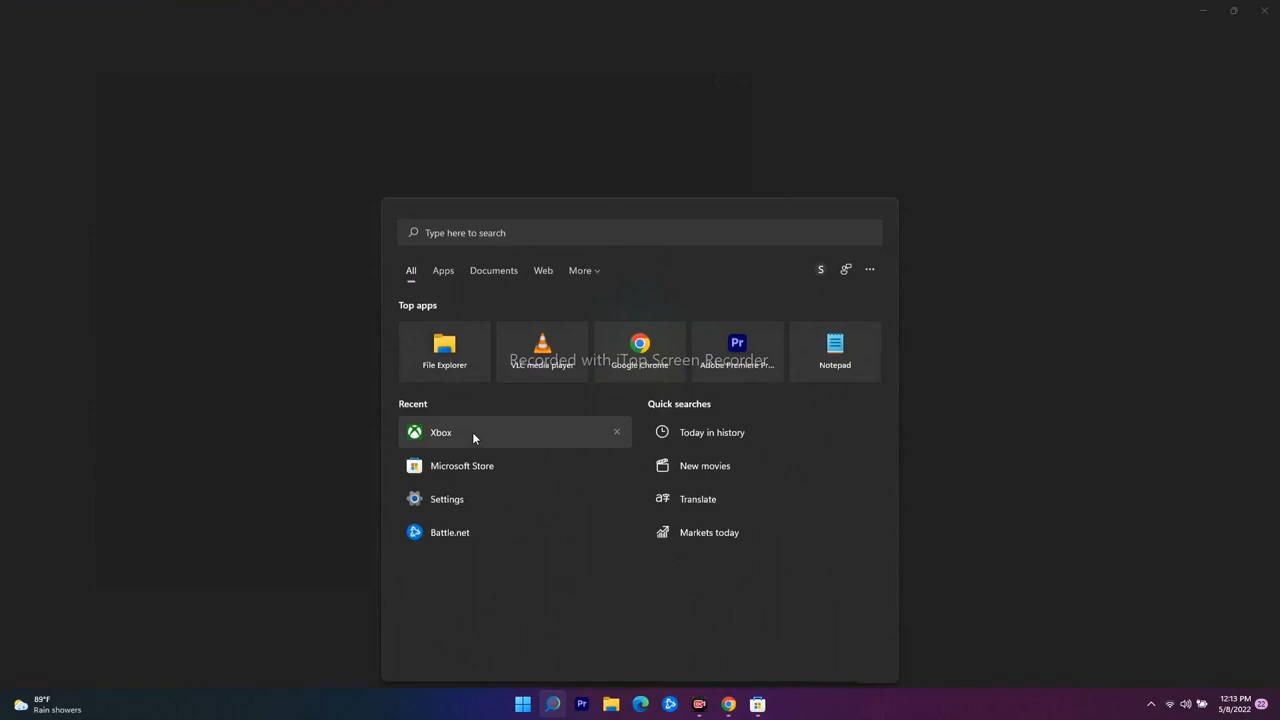 Type here to search
All Apps Documents Web More
S
Top apps
File Explorer VLC media player Google Chrome Adobe Premiere Pr... Notepad
Recorded with iTop Screen Recorder
Recent
Xbox
Microsoft Store
Settings
Battle.net
Quick searches
Today in history
New movies
Translate
Markets today
89°F
Rain showers
Pr
12:13 PM
5/8/2022